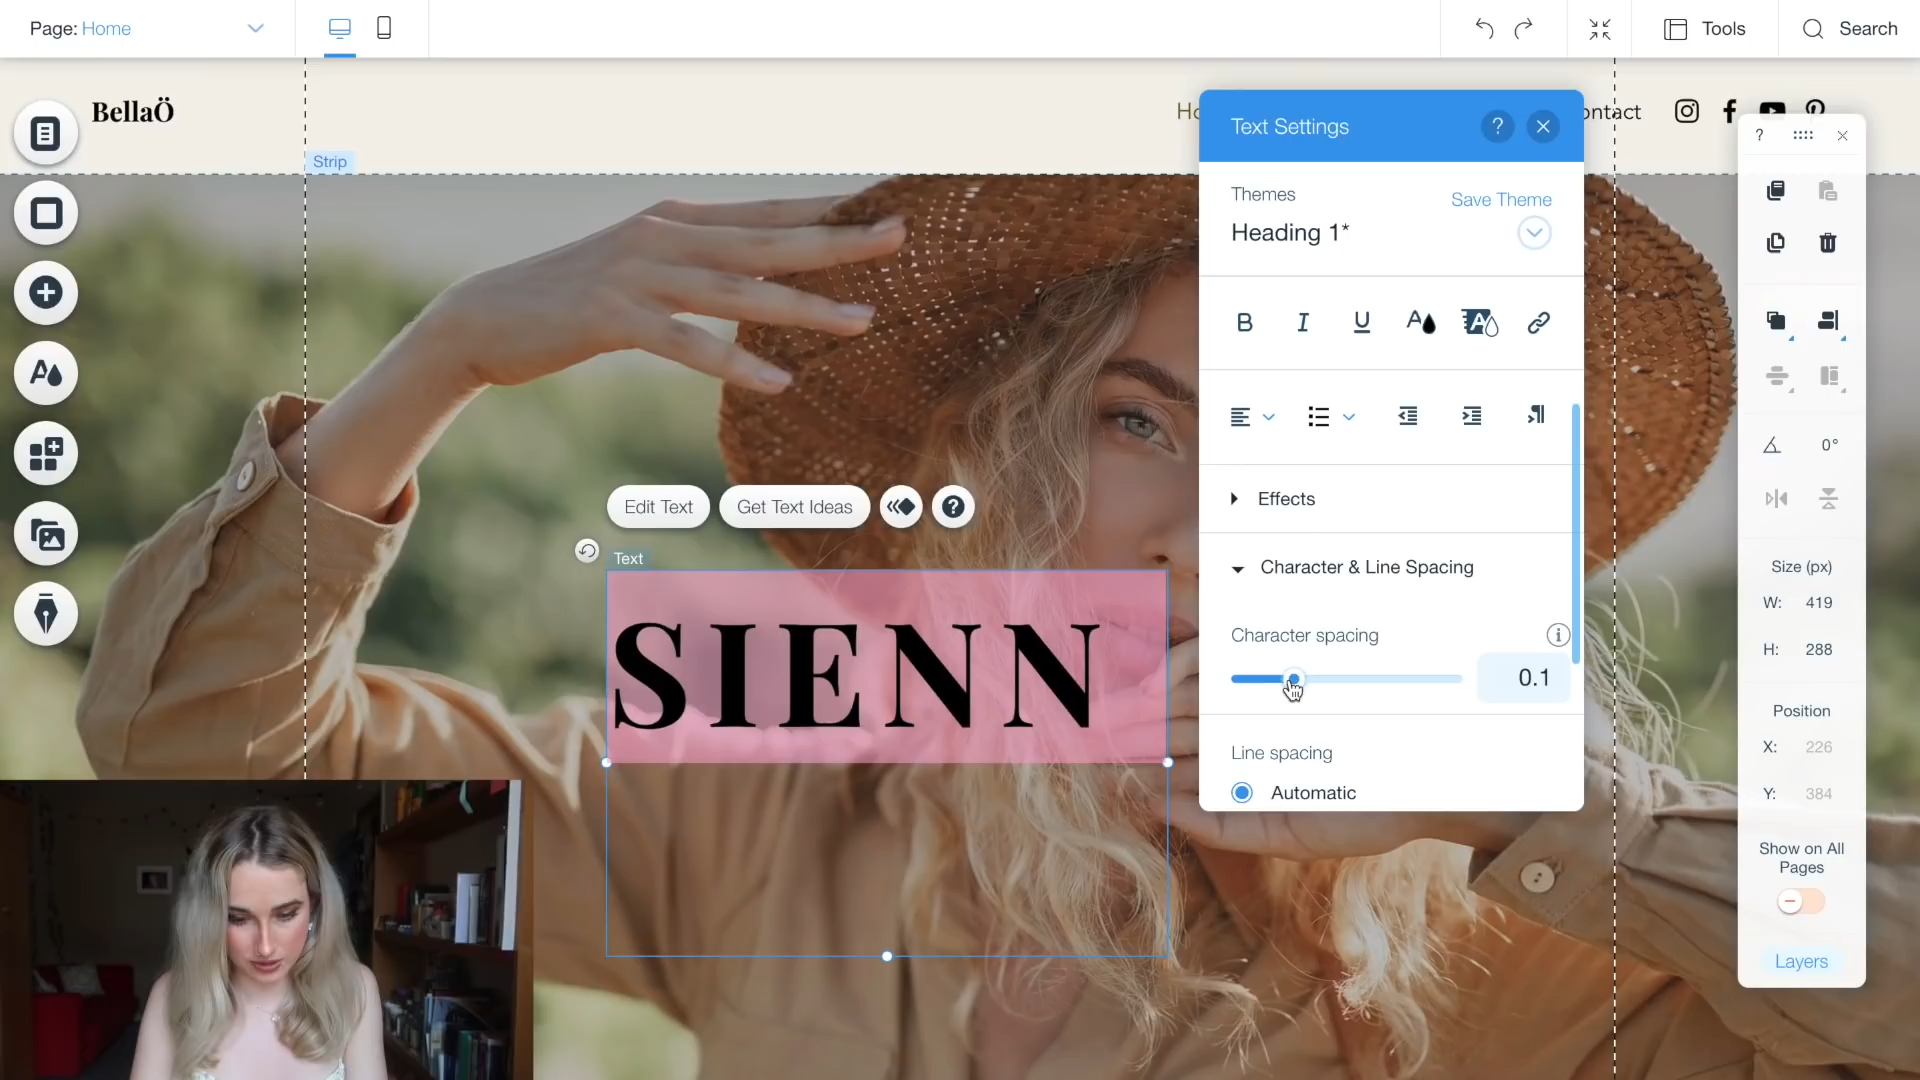 Page: Home
Tools
Search
BellaÖ
Ho
ontact
Strip
Text Settings
?
?
Themes
Save Theme
Heading 1*
B I U A A
0°
Edit Text
Get Text Ideas
?
Effects
Text
Character & Line Spacing
Size (px)
W: 419
H: 288
SIENN
Character spacing
i
0.1
Position
X: 226
Y: 384
Line spacing
Automatic
Show on All
Pages
Layers